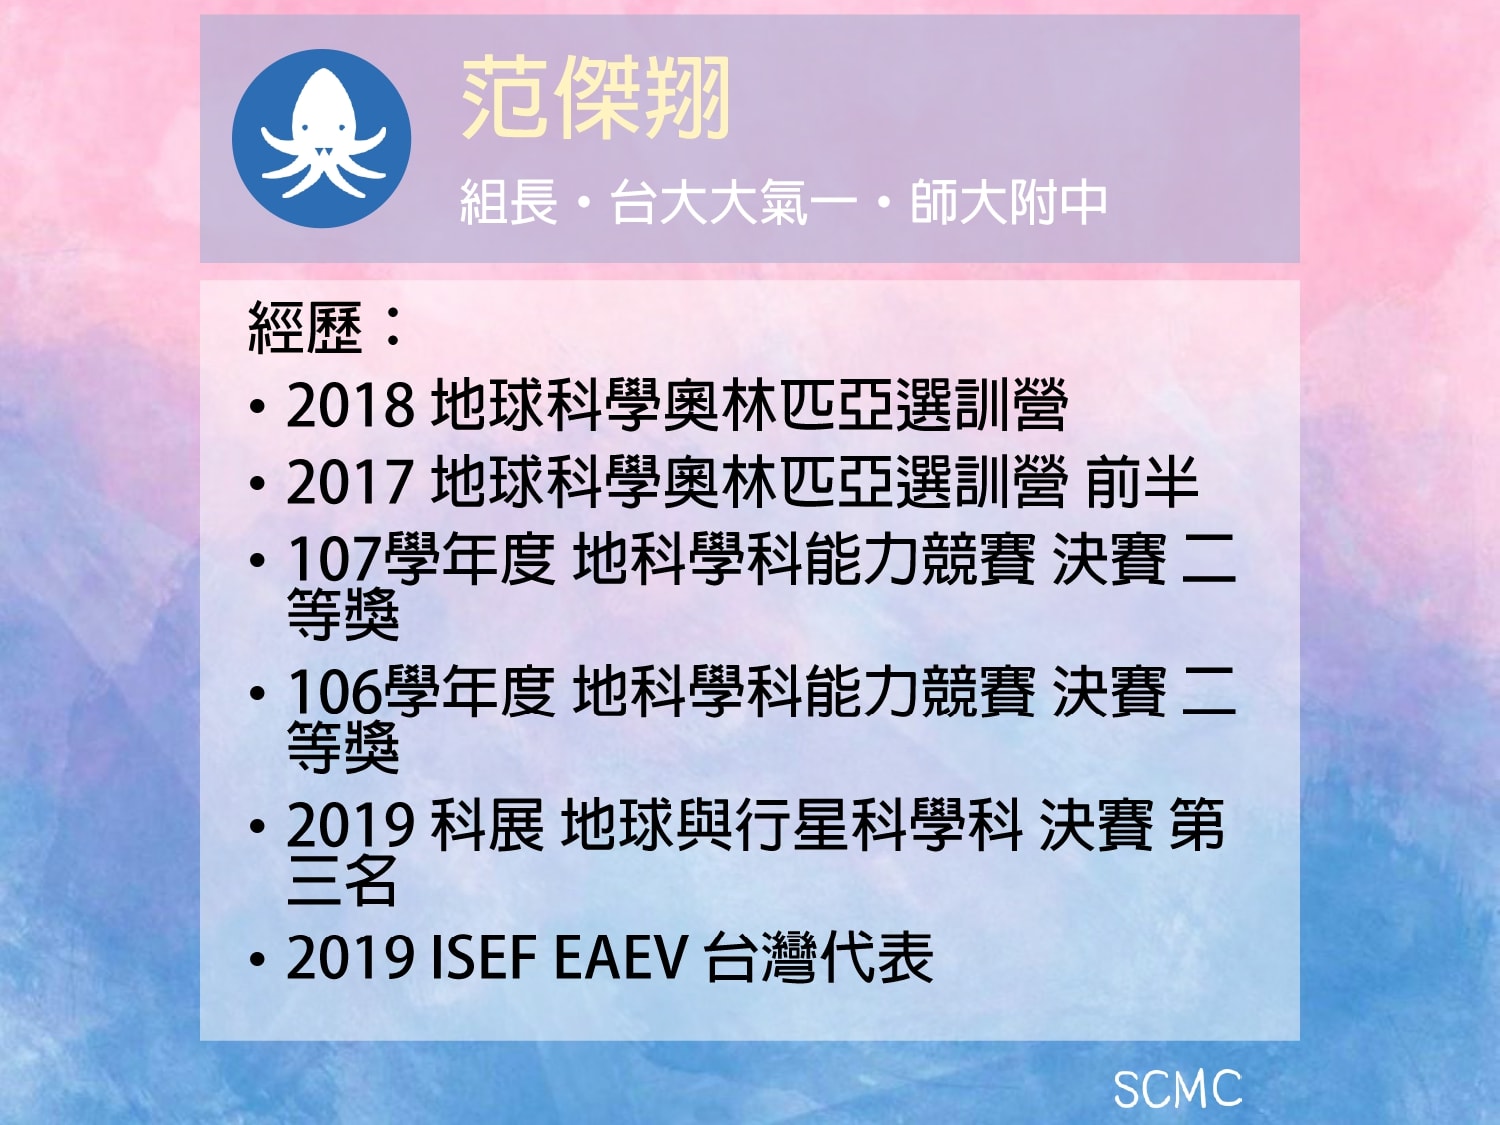 范傑翔
組長・台大大氣一・師大附中
經歷：
• 2018 地球科學奧林匹亞選訓營
• 2017 地球科學奧林匹亞選訓營 前半
• 107學年度 地科學科能力競賽 決賽 二
等獎
• 106學年度 地科學科能力競賽 決賽 二
等獎
• 2019 科展 地球與行星科學科 決賽 第
三名
• 2019 ISEF EAEV 台灣代表
SCMC